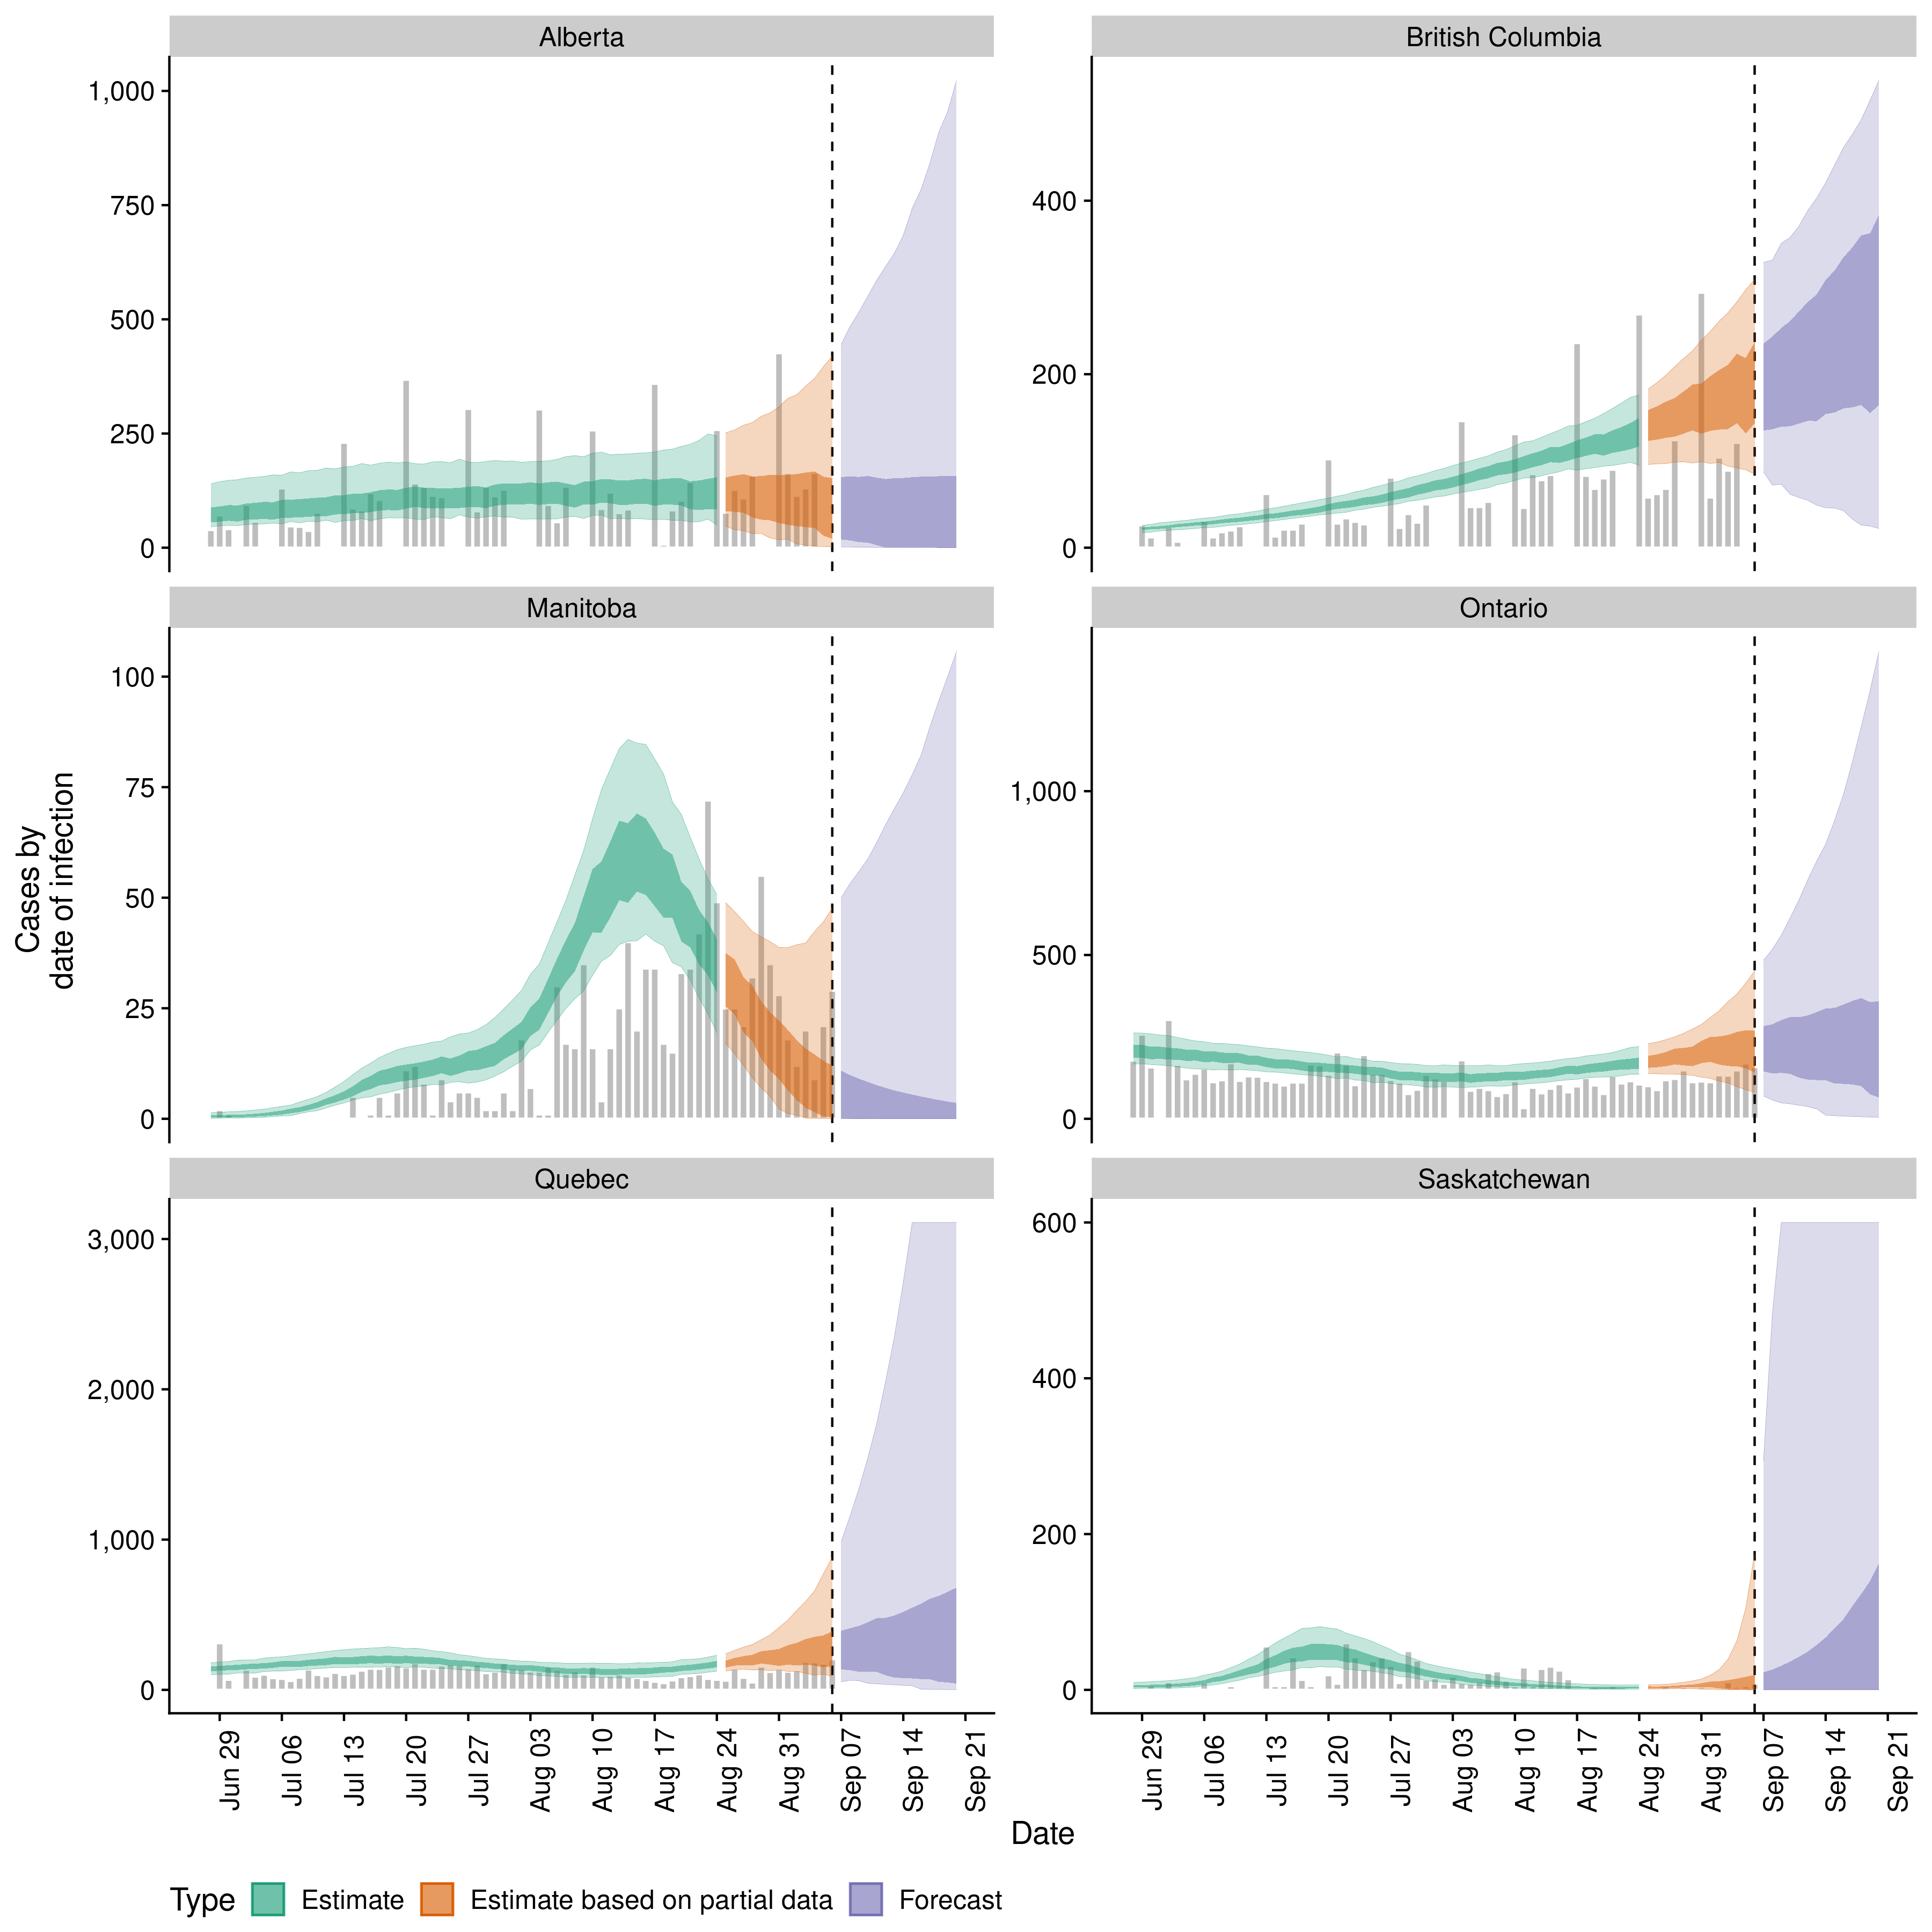 Alberta
British Columbia
1,000
750
500
250
0
400
200
0
Manitoba
Ontario
100
75
50
25
0
1,000
500
0
Cases by
date of infection
Quebec
Saskatchewan
3,000
2,000
1,000
0
600
400
200
0
Jun 29 Jul 06 Jul 13 Jul 20 Jul 27 Aug 03 Aug 10 Aug 17 Aug 24 Aug 31 Sep 07 Sep 14 Sep 21
Jun 29 Jul 06 Jul 13 Jul 20 Jul 27 Aug 03 Aug 10 Aug 17 Aug 24 Aug 31 Sep 07 Sep 14 Sep 21
Date
Type Estimate Estimate based on partial data Forecast